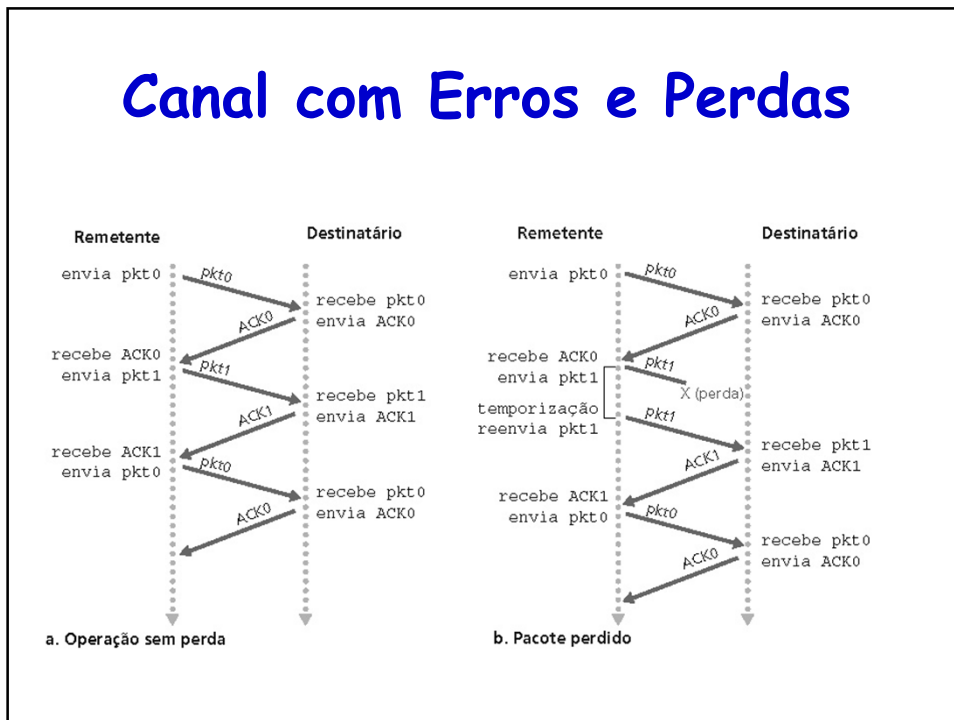 Canal com Erros e Perdas
Remetente
Destinatário
envia pkt0
pkt0
recebe pkt0
envia ACK0
ACK0
recebe ACK0
envia pkt1
pkt1
recebe pkt1
envia ACK1
ACK1
recebe ACK1
envia pkt0
pkt0
recebe pkt0
envia ACK0
ACK0
a. Operação sem perda
Remetente
Destinatário
envia pkt0
pkt0
recebe pkt0
envia ACK0
ACK0
recebe ACK0
envia pkt1
pkt1
X (perda)
temporização
reenvia pkt1
pkt1
recebe pkt1
envia ACK1
ACK1
recebe ACK1
envia pkt0
pkt0
recebe pkt0
envia ACK0
ACK0
b. Pacote perdido